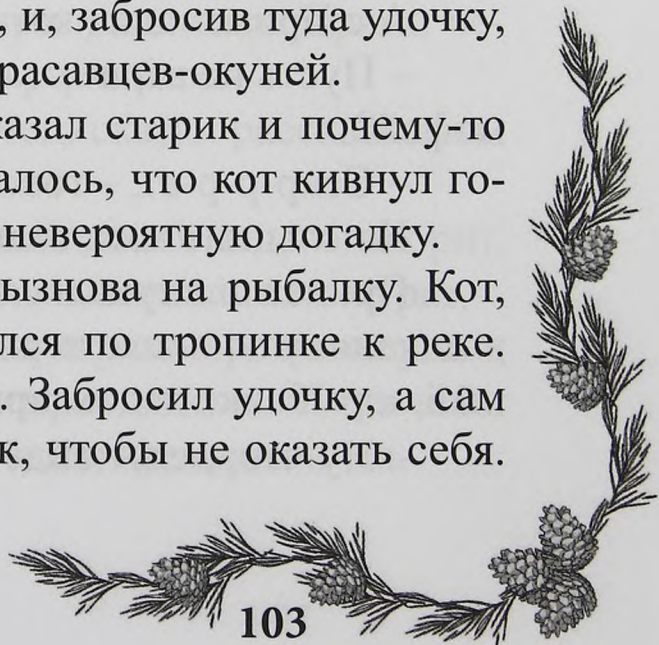 , и, забросив туда удочку,
расавцев-окуней.
казал старик и почему-то
алось, что кот кивнул го-
невероятную догадку.
ызнова на рыбалку. Кот,
лся по тропинке к реке.
. Забросил удочку, а сам
к, чтобы не оказать себя.
103